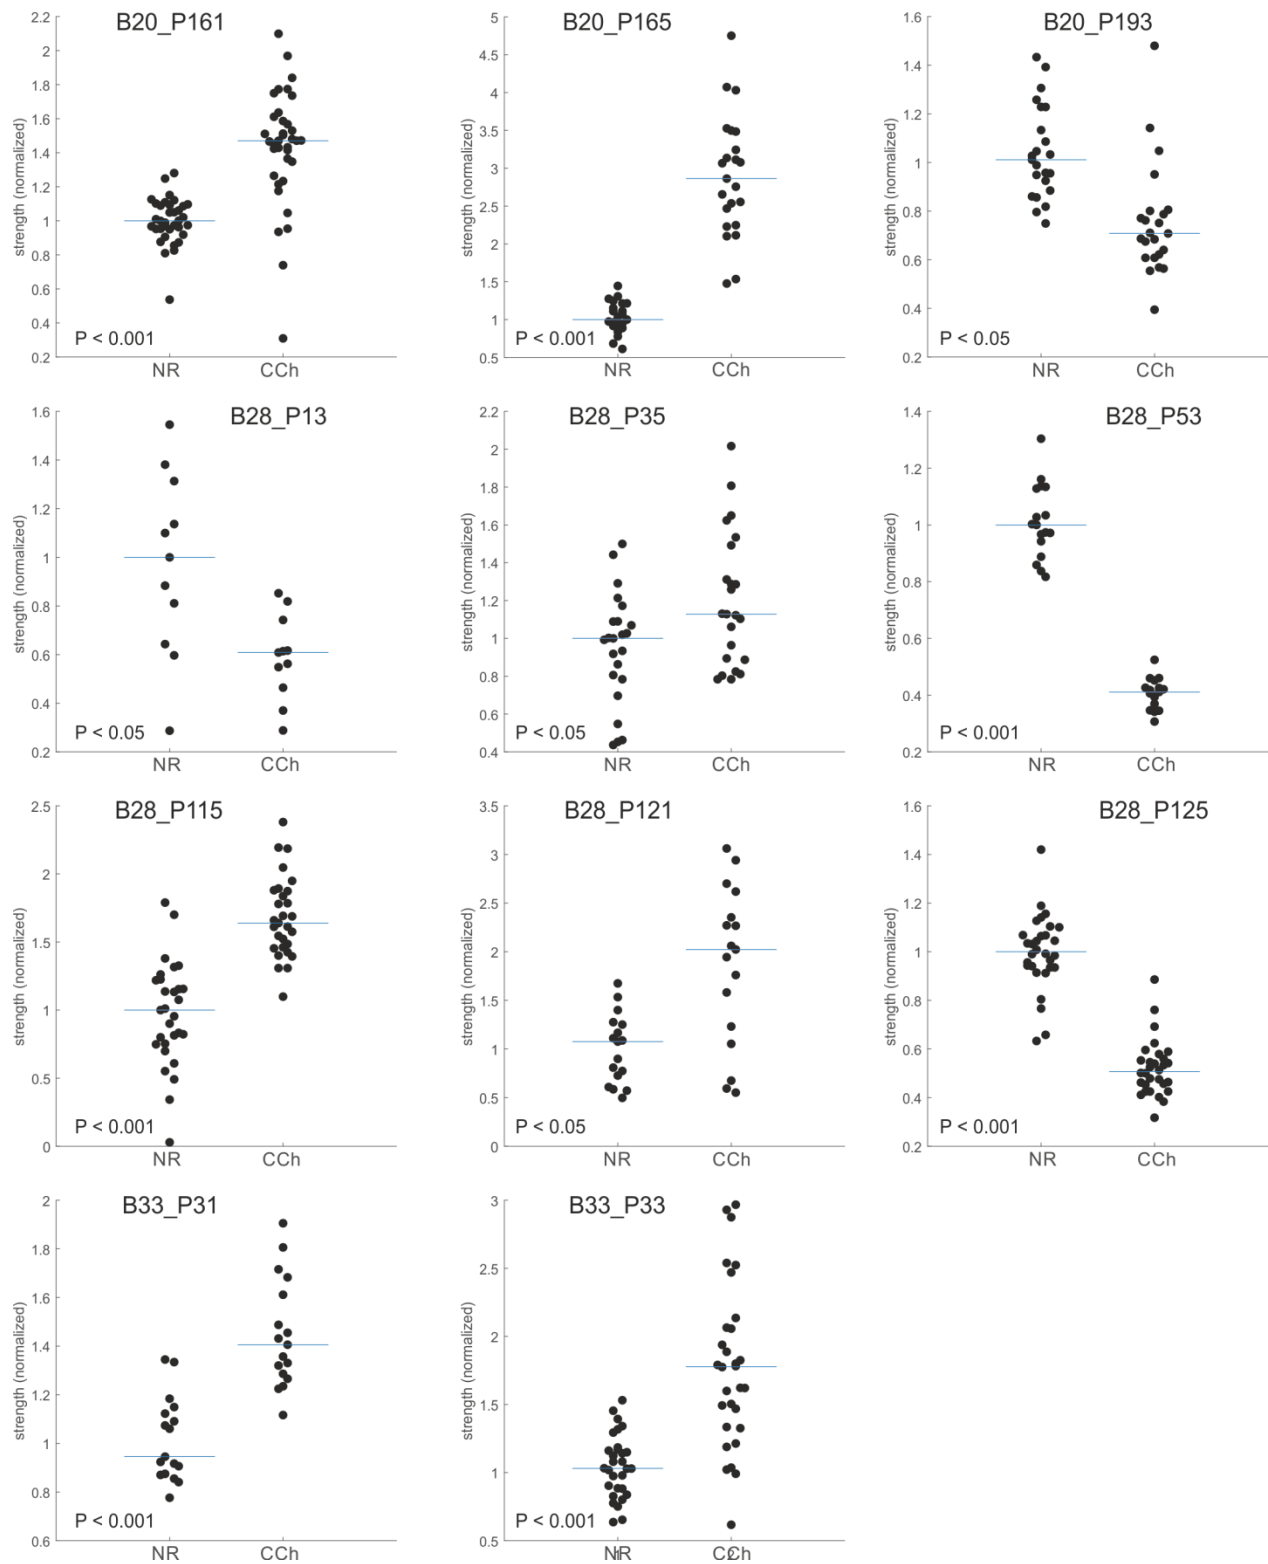 B20_P161
strength (normalized)
2.2
2
1.8
1.6
1.4
1.2
1
0.8
0.6
0.4
0.2
P < 0.001
NR CCh
B20_P165
strength (normalized)
5
4.5
4
3.5
3
2.5
2
1.5
1
0.5
P < 0.001
NR CCh
B20_P193
strength (normalized)
1.6
1.4
1.2
1
0.8
0.6
0.4
0.2
P < 0.05
NR CCh
B28_P13
strength (normalized)
1.6
1.4
1.2
1
0.8
0.6
0.4
0.2
P < 0.05
NR CCh
B28_P35
strength (normalized)
2.2
2
1.8
1.6
1.4
1.2
1
0.8
0.6
0.4
P < 0.05
NR CCh
B28_P53
strength (normalized)
1.4
1.2
1
0.8
0.6
0.4
0.2
P < 0.001
NR CCh
B28_P115
strength (normalized)
2.5
2
1.5
1
0.5
0
P < 0.001
NR CCh
B28_P121
strength (normalized)
3.5
3
2.5
2
1.5
1
0.5
0
P < 0.05
NR CCh
B28_P125
strength (normalized)
1.6
1.4
1.2
1
0.8
0.6
0.4
0.2
P < 0.001
NR CCh
B33_P31
strength (normalized)
2
1.8
1.6
1.4
1.2
1
0.8
0.6
P < 0.001
NR CCh
B33_P33
strength (normalized)
3
2.5
2
1.5
1
0.5
P < 0.001
NR CCh
1 2